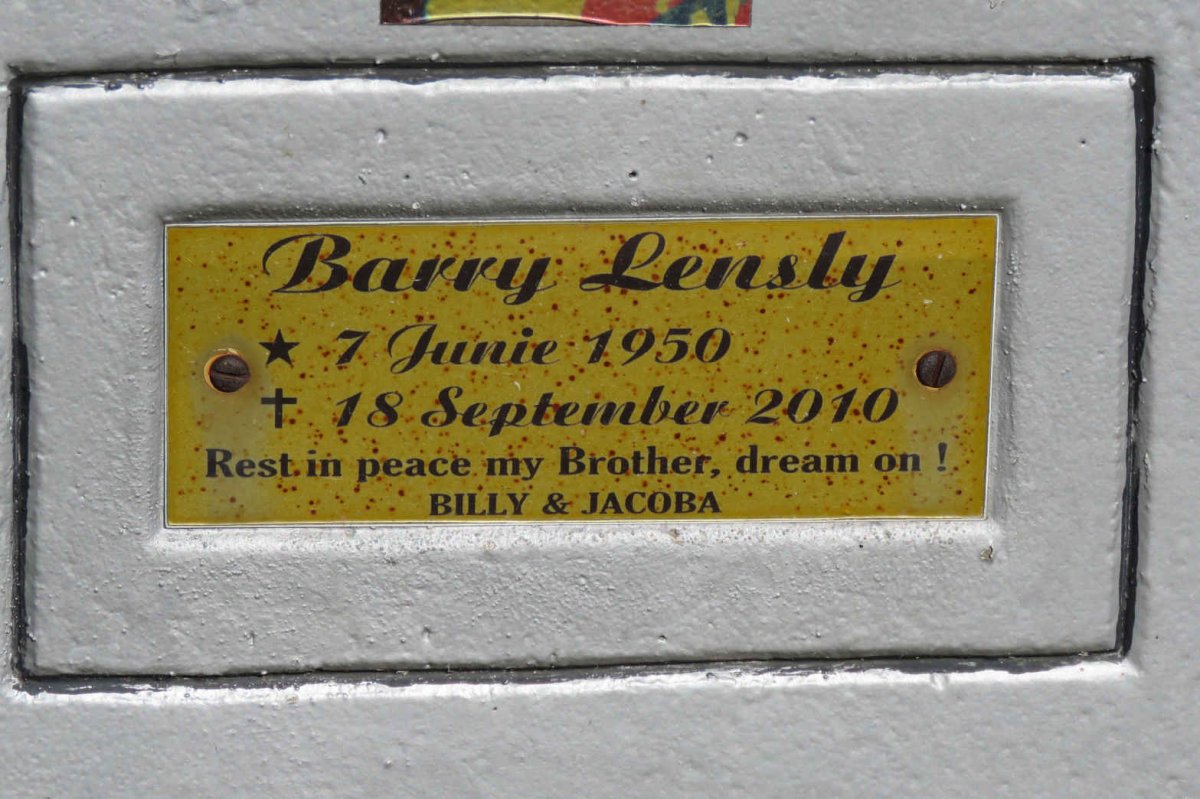 Barry Lensly
★ 7 Junie 1950
✝ 18 September 2010
Rest in peace my Brother, dream on !
BILLY & JACOBA